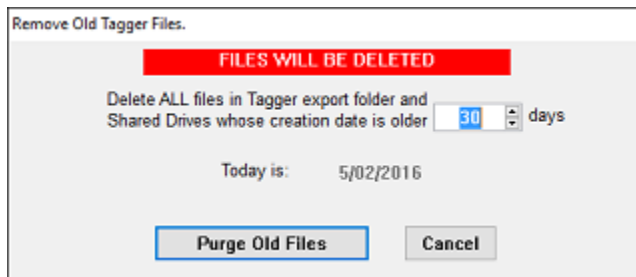 Remove Old Tagger Files.
FILES WILL BE DELETED
Delete ALL files in Tagger export folder and
Shared Drives whose creation date is older 30 days
Today is: 5/02/2016
Purge Old Files Cancel